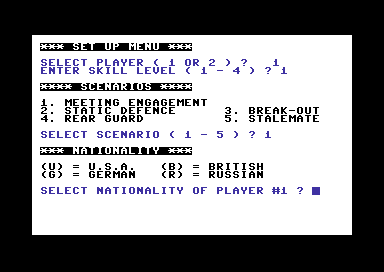 *** SET UP MENU ***
SELECT PLAYER ( 1 OR 2 ) ?   1
ENTER SKILL LEVEL ( 1 - 4 ) ? 1
**** SCENARIOS ****
1. MEETING ENGAGEMENT
2. STATIC DEFENCE      3. BREAK-OUT
4. REAR GUARD          5. STALEMATE
SELECT SCENARIO ( 1 - 5 ) ? 1
*** NATIONALITY ***
(U) = U.S.A.   (B) = BRITISH
(G) = GERMAN   (R) = RUSSIAN
SELECT NATIONALITY OF PLAYER #1 ?